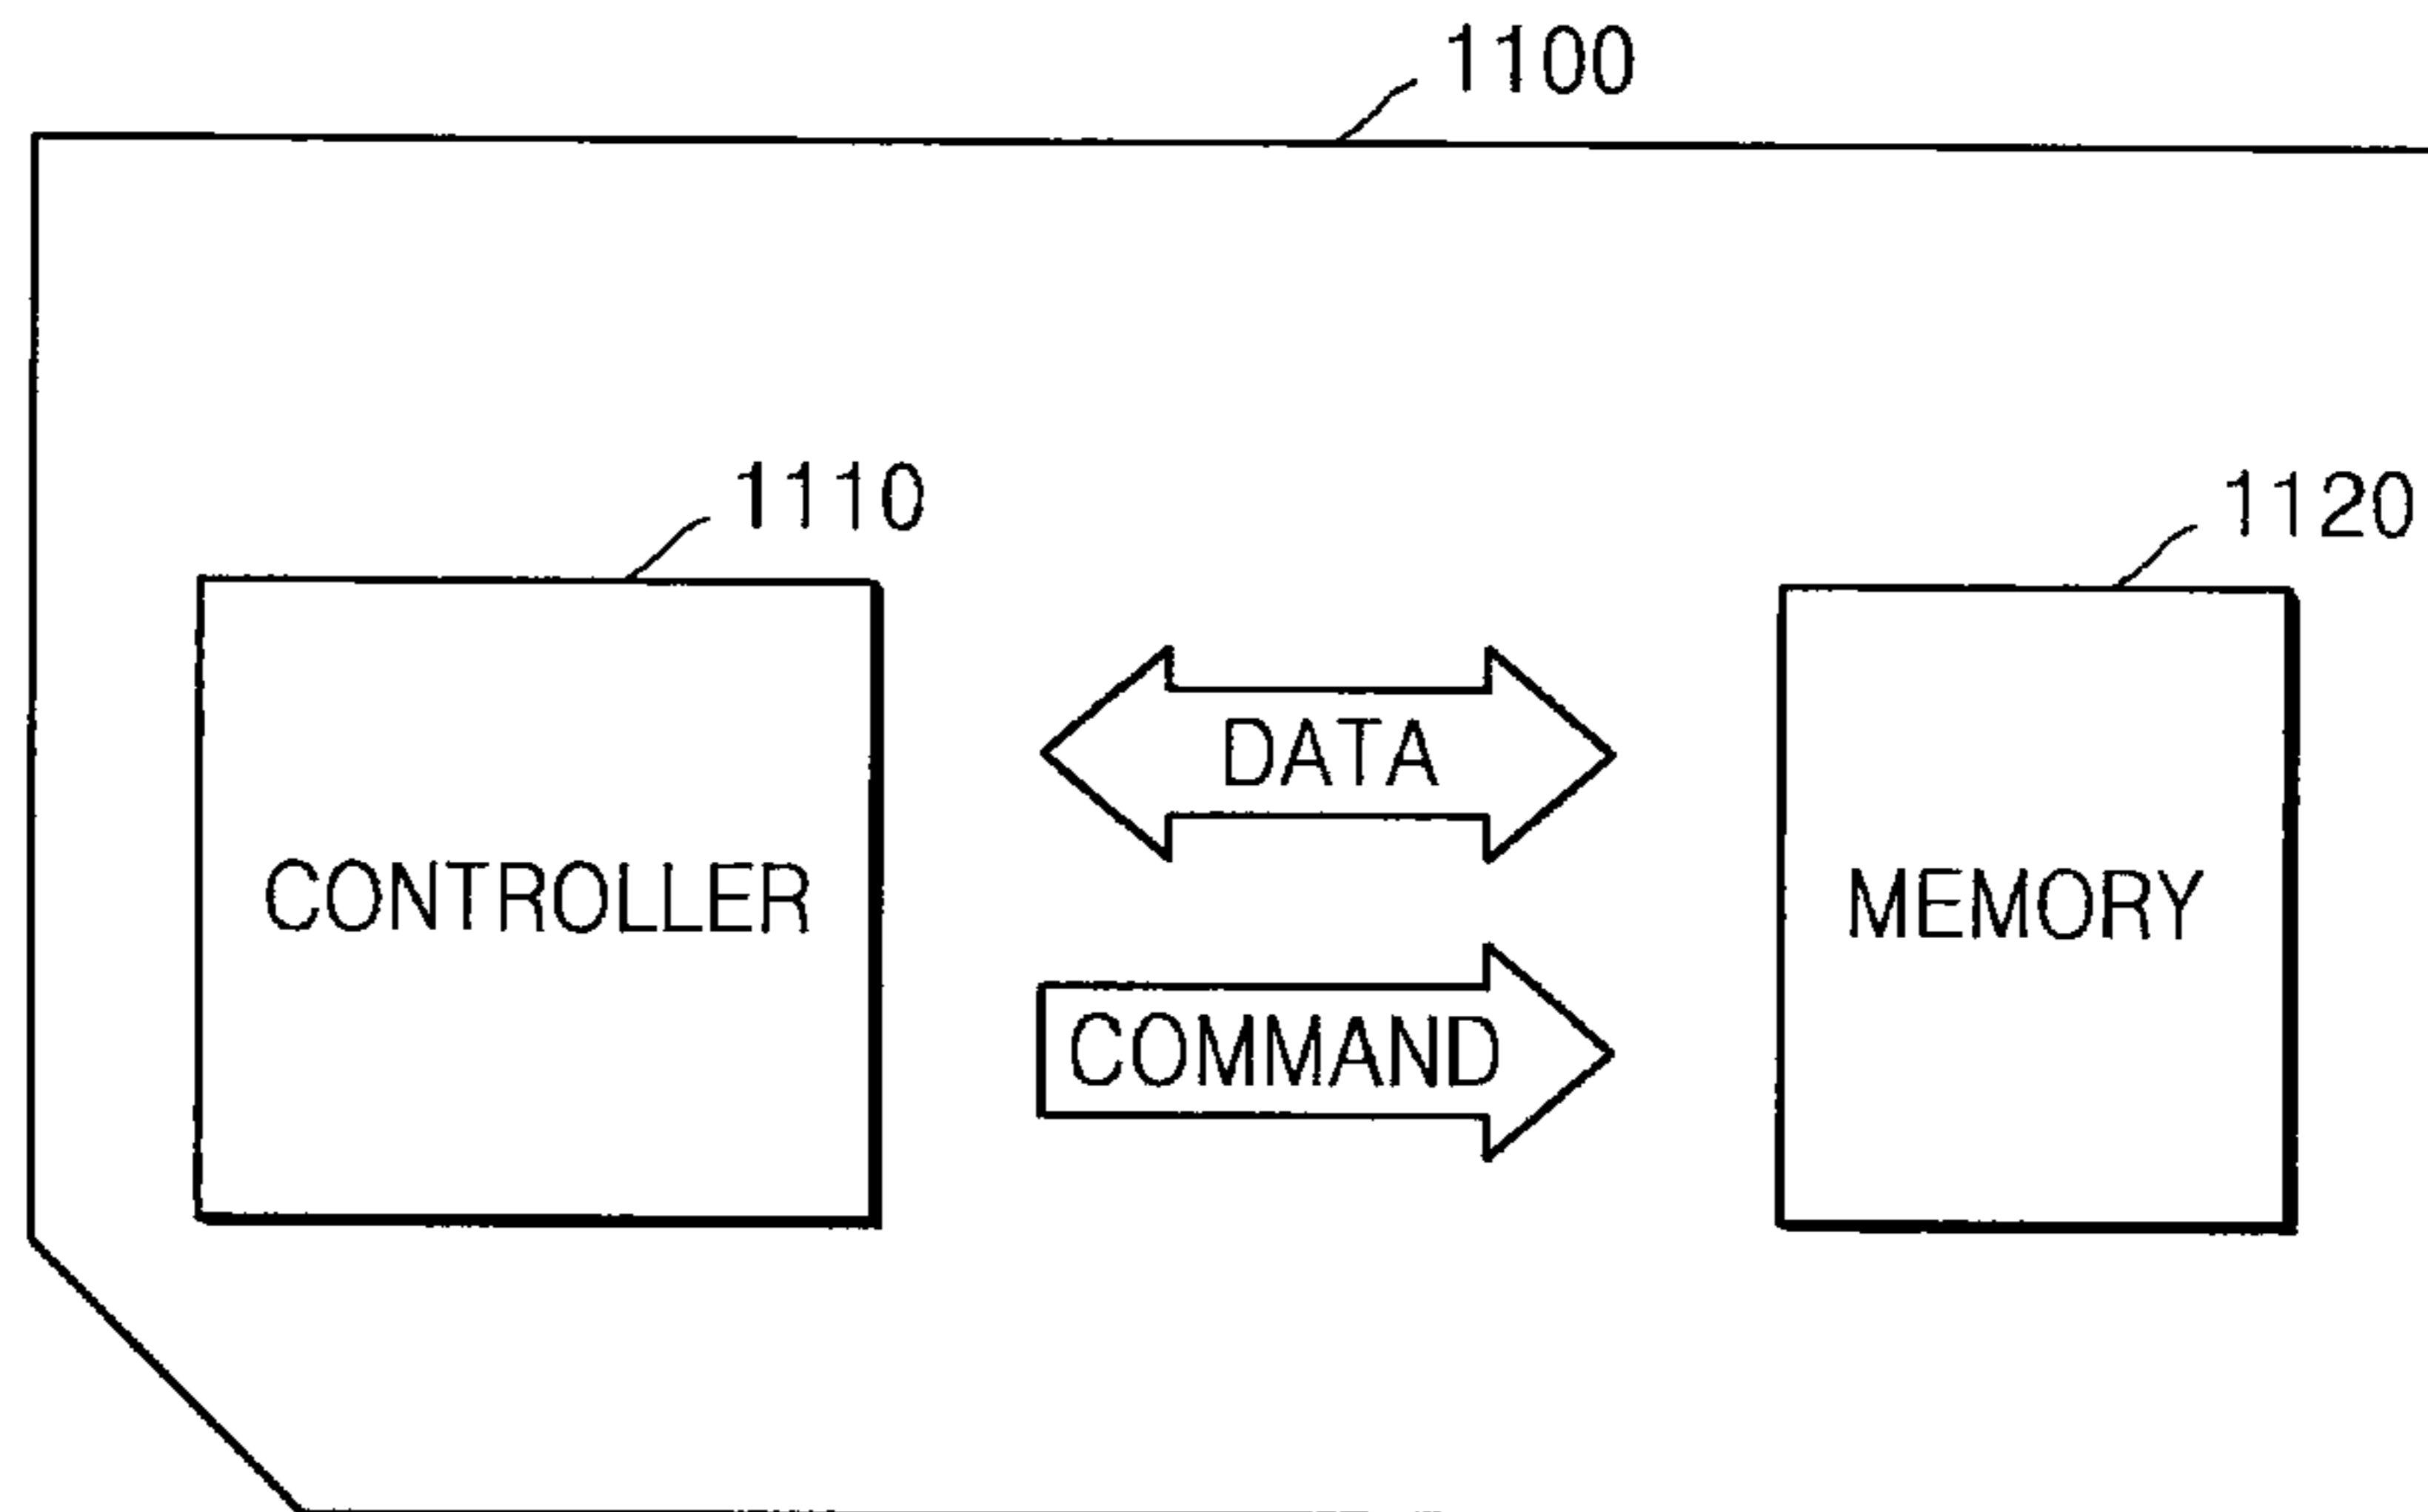 1100
1110
1120
DATA
CONTROLLER
MEMORY
COMMAND